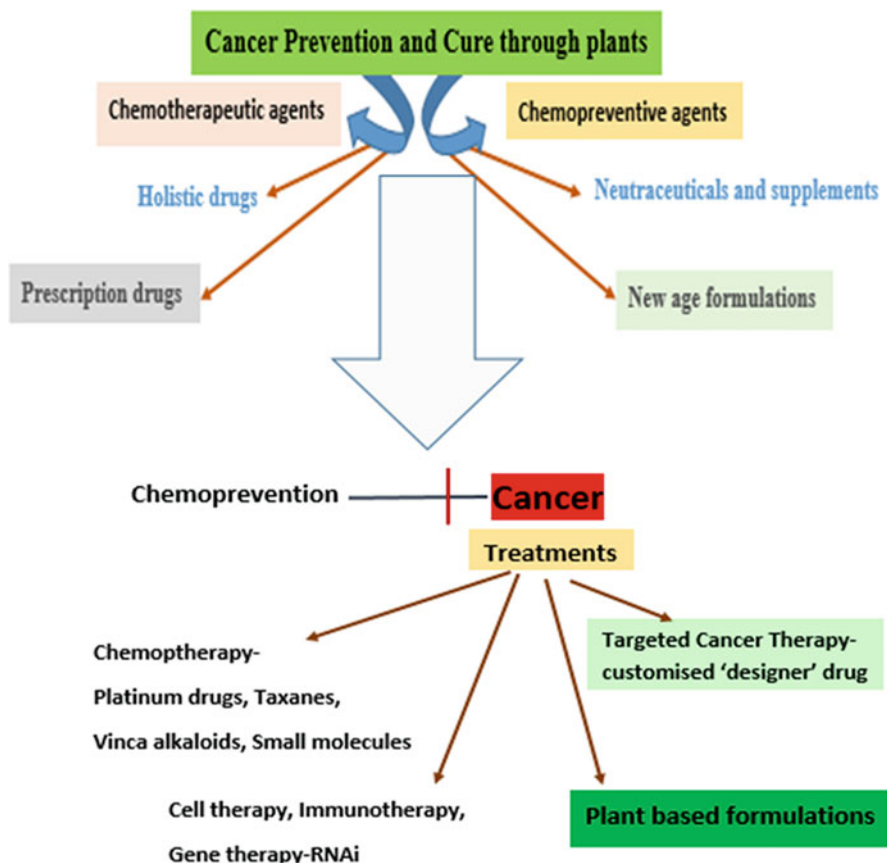 Cancer Prevention and Cure through plants
Chemotherapeutic agents
Chemopreventive agents
Holistic drugs
Neutraceuticals and supplements
Prescription drugs
New age formulations
Chemoprevention
Cancer
Treatments
Chemoptherapy-
Platinum drugs, Taxanes,
Vinca alkaloids, Small molecules
Targeted Cancer Therapy-
customised ‘designer’ drug
Cell therapy, Immunotherapy,
Gene therapy-RNAi
Plant based formulations